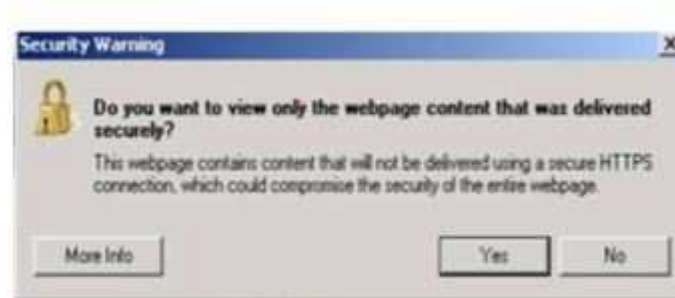 Security Warning
Do you want to view only the webpage content that was delivered
securely?
This webpage contains content that will not be delivered using a secure HTTPS
connection, which could compromise the security of the entire webpage.
More Info
Yes
No